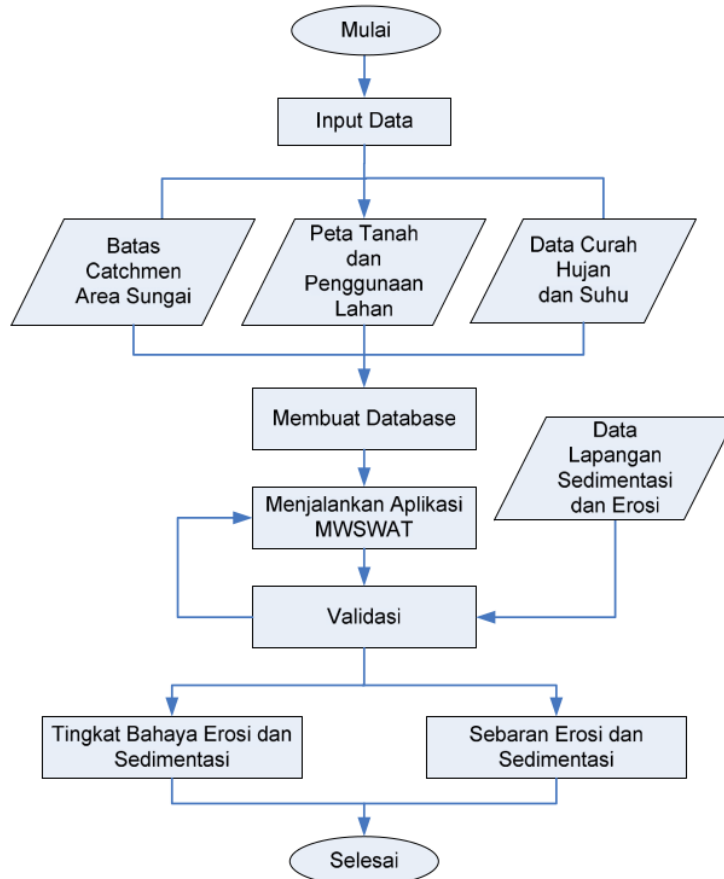 Mulai
Input Data
Batas
Catchmen
Area Sungai
Peta Tanah
dan
Penggunaan
Lahan
Data Curah
Hujan
dan Suhu
Membuat Database
Data
Lapangan
Sedimentasi
dan Erosi
Menjalankan Aplikasi
MWSWAT
Validasi
Tingkat Bahaya Erosi dan
Sedimentasi
Sebaran Erosi dan
Sedimentasi
Selesai